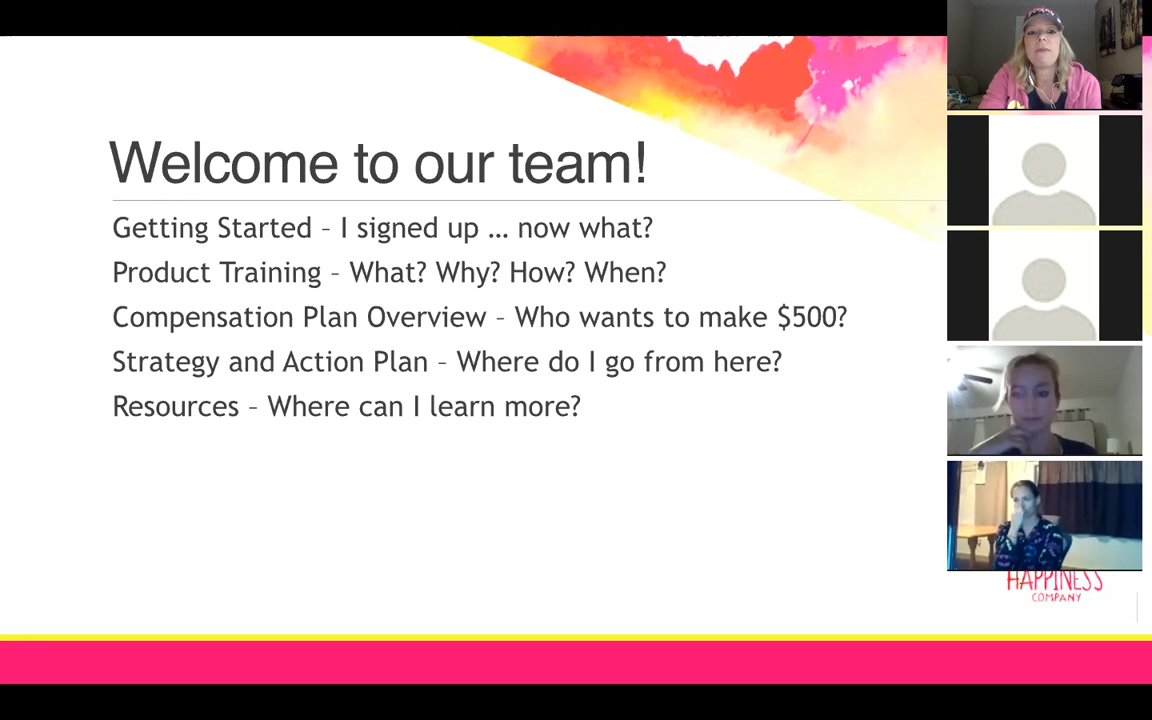 Welcome to our team!
Getting Started – I signed up … now what?
Product Training – What? Why? How? When?
Compensation Plan Overview – Who wants to make $500?
Strategy and Action Plan – Where do I go from here?
Resources – Where can I learn more?
HAPPINESS
COMPANY